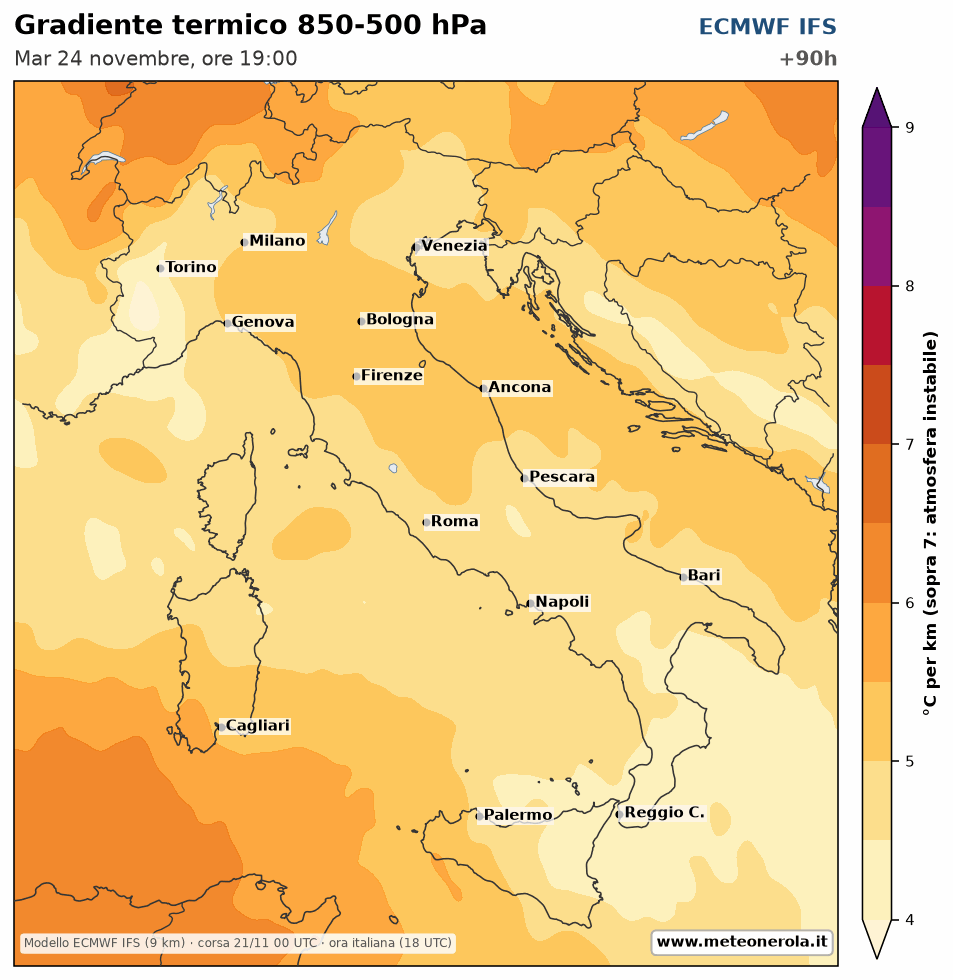 Gradiente termico 850-500 hPa
ECMWF IFS
Mar 24 novembre, ore 19:00
+90h
9
8
7
6
5
4
°C per km (sopra 7: atmosfera instabile)
Milano
Venezia
Torino
Genova
Bologna
Firenze
Ancona
Pescara
Roma
Bari
Napoli
Cagliari
Palermo
Reggio C.
Modello ECMWF IFS (9 km) · corsa 21/11 00 UTC · ora italiana (18 UTC)
www.meteonerola.it